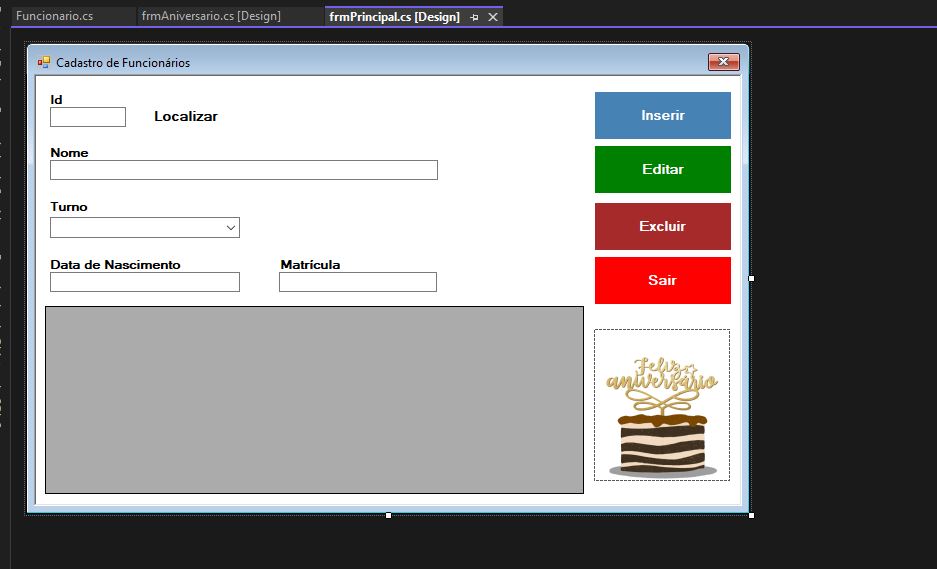 Funcionario.cs
frmAniversario.cs [Design]
frmPrincipal.cs [Design]
Cadastro de Funcionários
Id
Localizar
Inserir
Nome
Editar
Turno
Excluir
Data de Nascimento
Matrícula
Sair
Feliz
aniversário